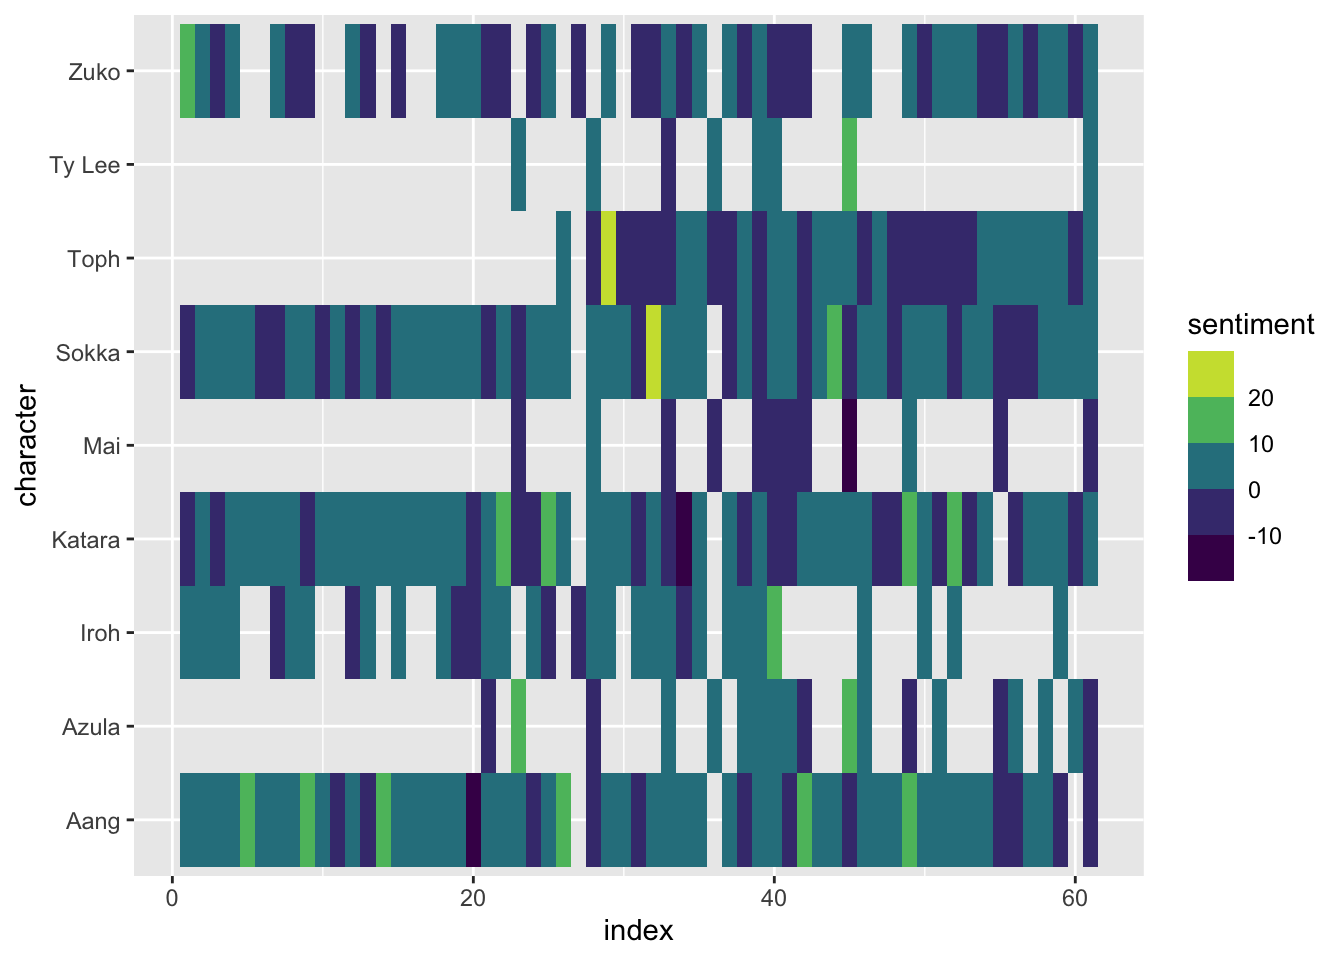 Zuko
Ty Lee
Toph
Sokka
Mai
Katara
Iroh
Azula
Aang
character
0
20
40
60
index
sentiment
20
10
0
-10